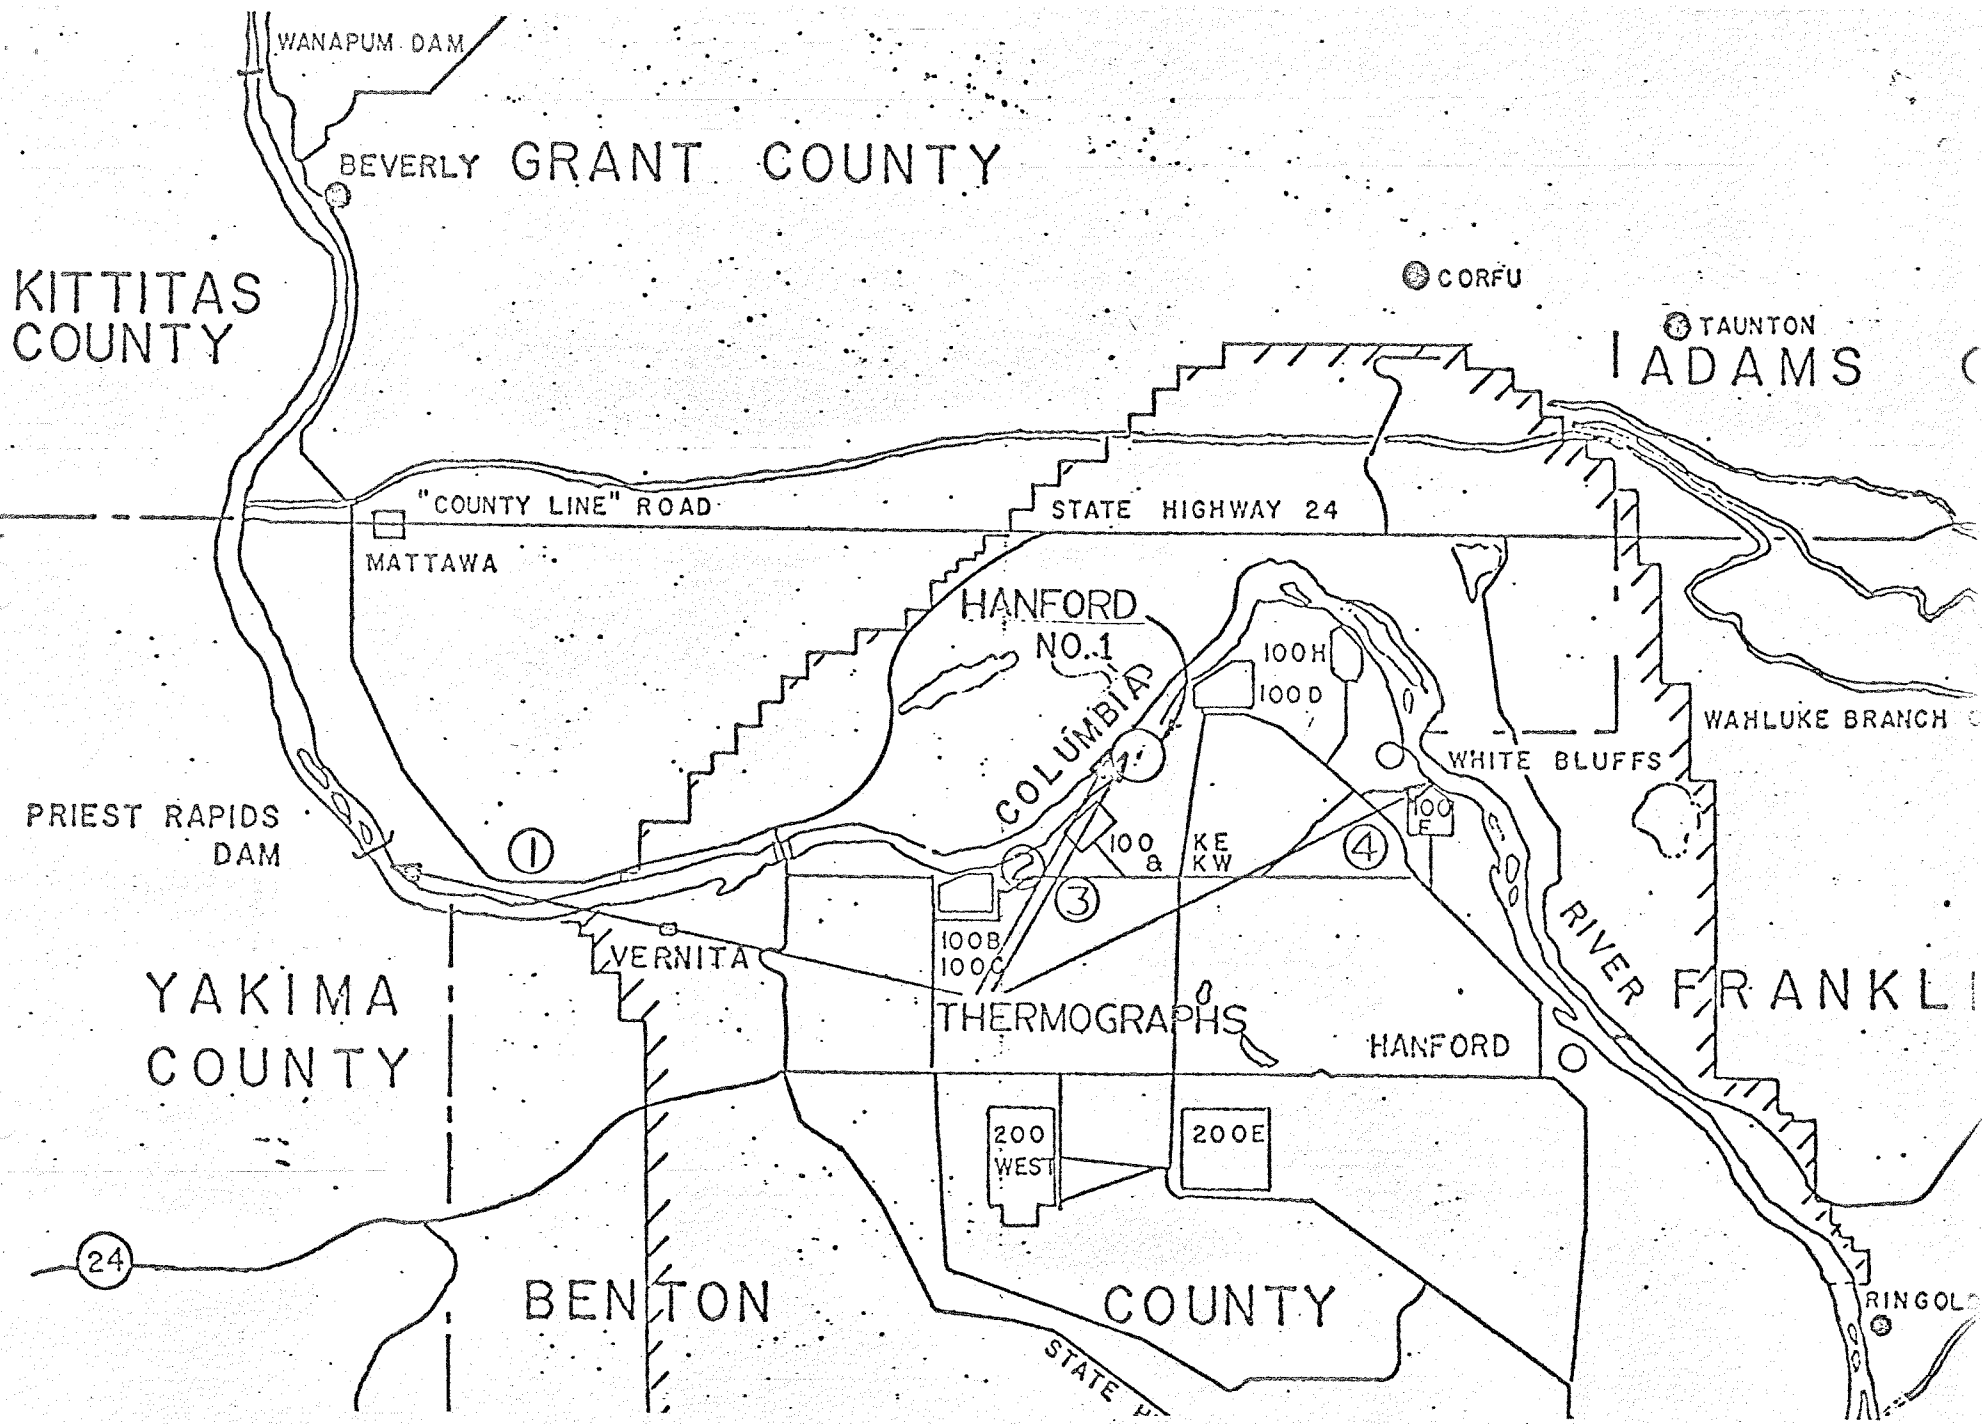 WANAPUM DAM
BEVERLY
GRANT COUNTY
KITTITAS
COUNTY
CORFU
TAUNTON
ADAMS
"COUNTY LINE" ROAD
STATE HIGHWAY 24
MATTAWA
HANFORD
NO. 1
100H
100D
COLUMBIA
WAHLUKE BRANCH
WHITE BLUFFS
PRIEST RAPIDS
DAM
1
2
3
4
100
& KE
KW
100
F
100B
100C
VERNITA
RIVER
YAKIMA
COUNTY
FRANKLI
THERMOGRAPHS
HANFORD
200
WEST
200E
24
BENTON COUNTY
RINGOL
STATE